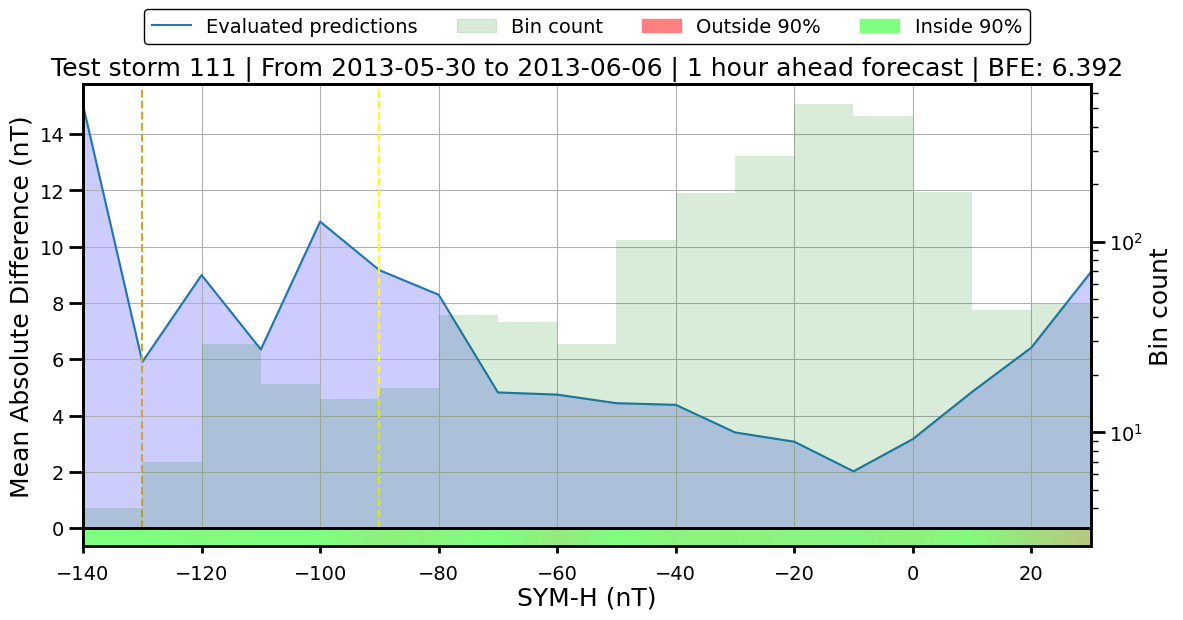 Evaluated predictions Bin count Outside 90% Inside 90%
Test storm 111 | From 2013-05-30 to 2013-06-06 | 1 hour ahead forecast | BFE: 6.392
Mean Absolute Difference (nT)
14
12
10
8
6
4
2
0
10²
10¹
Bin count
−140 −120 −100 −80 −60 −40 −20 0 20
SYM-H (nT)